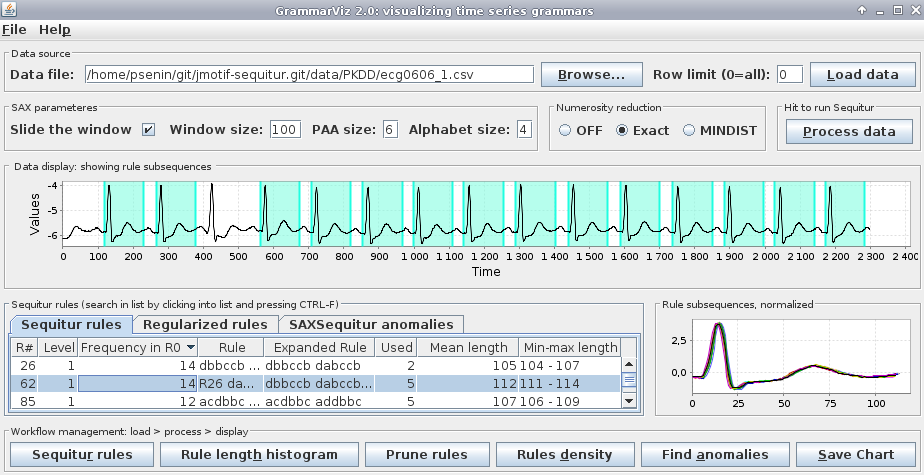 GrammarViz 2.0: visualizing time series grammars
File Help
Data source
Data file: /home/psenin/git/jmotif-sequitur.git/data/PKDD/ecg0606_1.csv Browse... Row limit (0=all): 0 Load data
SAX parameteres Numerosity reduction Hit to run Sequitur
Slide the window Window size: 100 PAA size: 6 Alphabet size: 4 OFF Exact MINDIST Process data
Data display: showing rule subsequences
Values
-4
-5
-6
0 100 200 300 400 500 600 700 800 900 1 000 1 100 1 200 1 300 1 400 1 500 1 600 1 700 1 800 1 900 2 000 2 100 2 200 2 300 2 400
Time
Sequitur rules (search in list by clicking into list and pressing CTRL-F) Rule subsequences, normalized
Sequitur rules Regularized rules SAXSequitur anomalies
R# Level Frequency in R0 Rule Expanded Rule Used Mean length Min-max length
26 1 14 dbbccb ... dbbccb dabccb 2 105 104 - 107
62 1 14 R26 da... dbbccb dabccb... 5 112 111 - 114
85 1 12 acdbbc ... acdbbc addbbc 5 107 106 - 109
2,5
0,0
0 25 50 75 100
Workflow management: load > process > display
Sequitur rules Rule length histogram Prune rules Rules density Find anomalies Save Chart